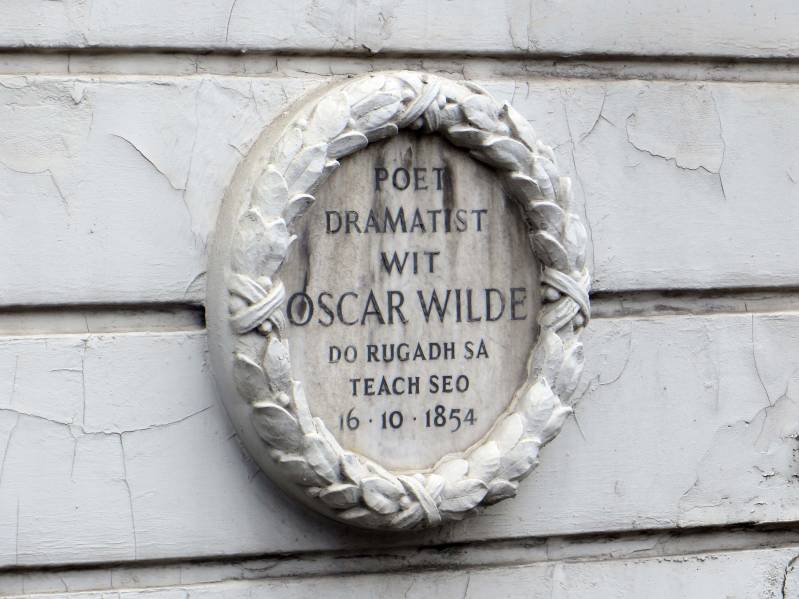 POET
DRAMATIST
WIT
OSCAR WILDE
DO RUGADH SA
TEACH SEO
16 · 10 · 1854